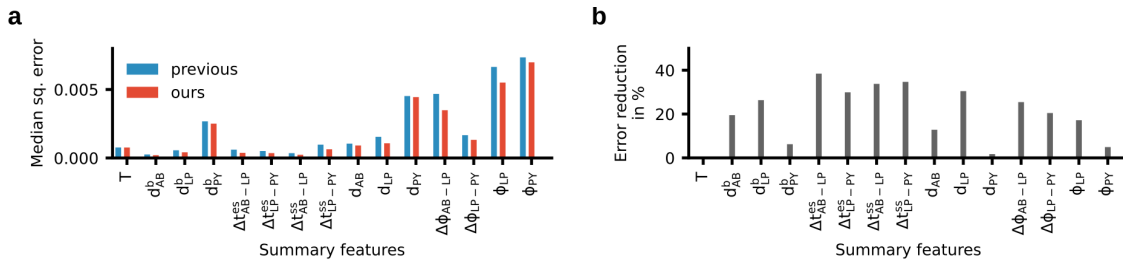 a
Median sq. error
0.005
0.000
previous
ours
T
d^b_AB
d^b_LP
d^b_PY
Δt^es_AB − LP
Δt^es_LP − PY
Δt^ss_AB − LP
Δt^ss_LP − PY
d_AB
d_LP
d_PY
Δϕ_AB − LP
Δϕ_LP − PY
ϕ_LP
ϕ_PY
Summary features
b
Error reduction
in %
40
20
0
T
d^b_AB
d^b_LP
d^b_PY
Δt^es_AB − LP
Δt^es_LP − PY
Δt^ss_AB − LP
Δt^ss_LP − PY
d_AB
d_LP
d_PY
Δϕ_AB − LP
Δϕ_LP − PY
ϕ_LP
ϕ_PY
Summary features